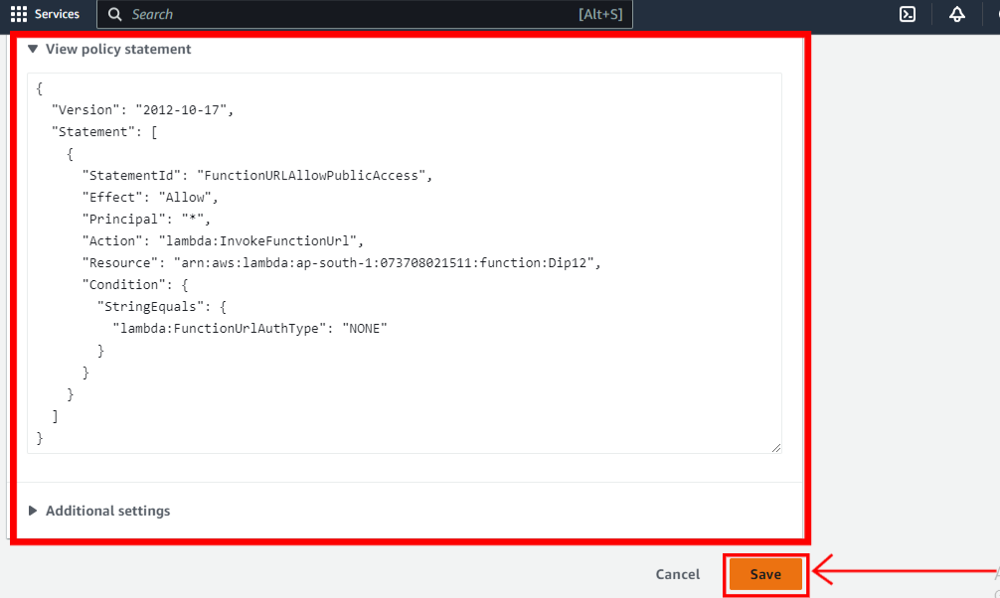 Services Search [Alt+S]
View policy statement
{
  "Version": "2012-10-17",
  "Statement": [
    {
      "StatementId": "FunctionURLAllowPublicAccess",
      "Effect": "Allow",
      "Principal": "*",
      "Action": "lambda:InvokeFunctionUrl",
      "Resource": "arn:aws:lambda:ap-south-1:073708021511:function:Dip12",
      "Condition": {
        "StringEquals": {
          "lambda:FunctionUrlAuthType": "NONE"
        }
      }
    }
  ]
}
Additional settings
Cancel Save